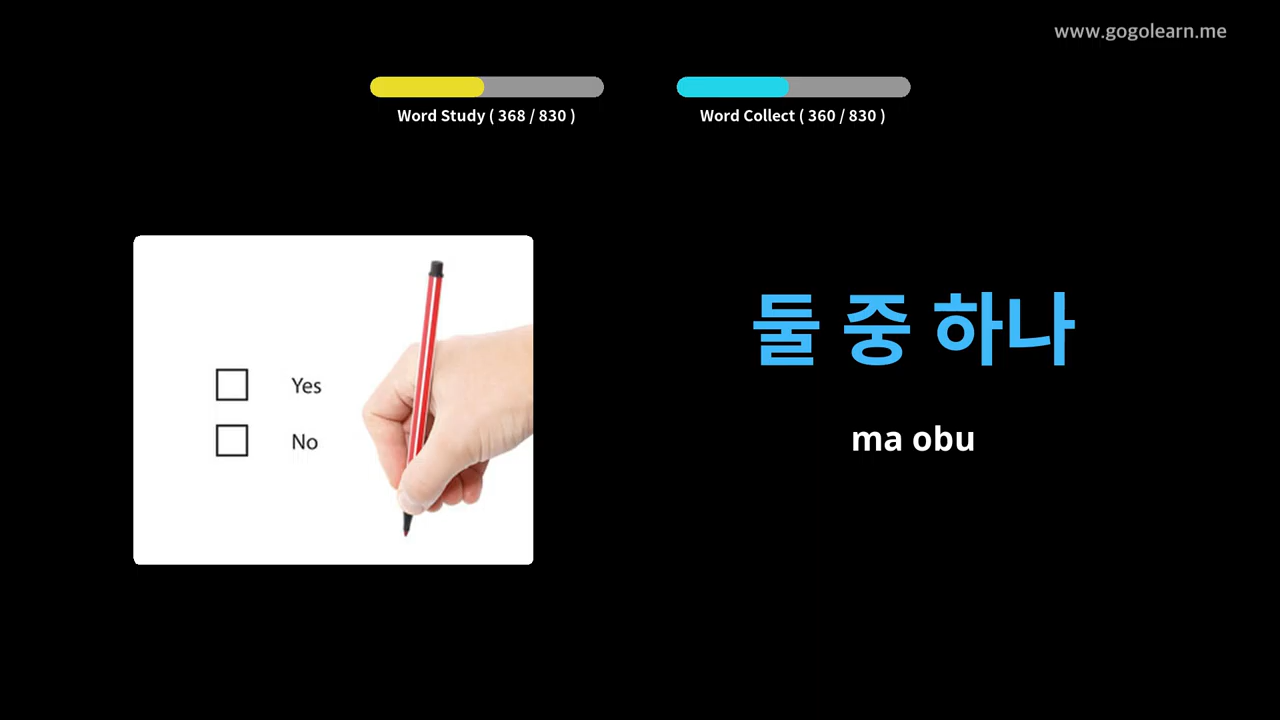 www.gogolearn.me
Word Study ( 368 / 830 )
Word Collect ( 360 / 830 )
둘 중 하나
ma obu
Yes
No